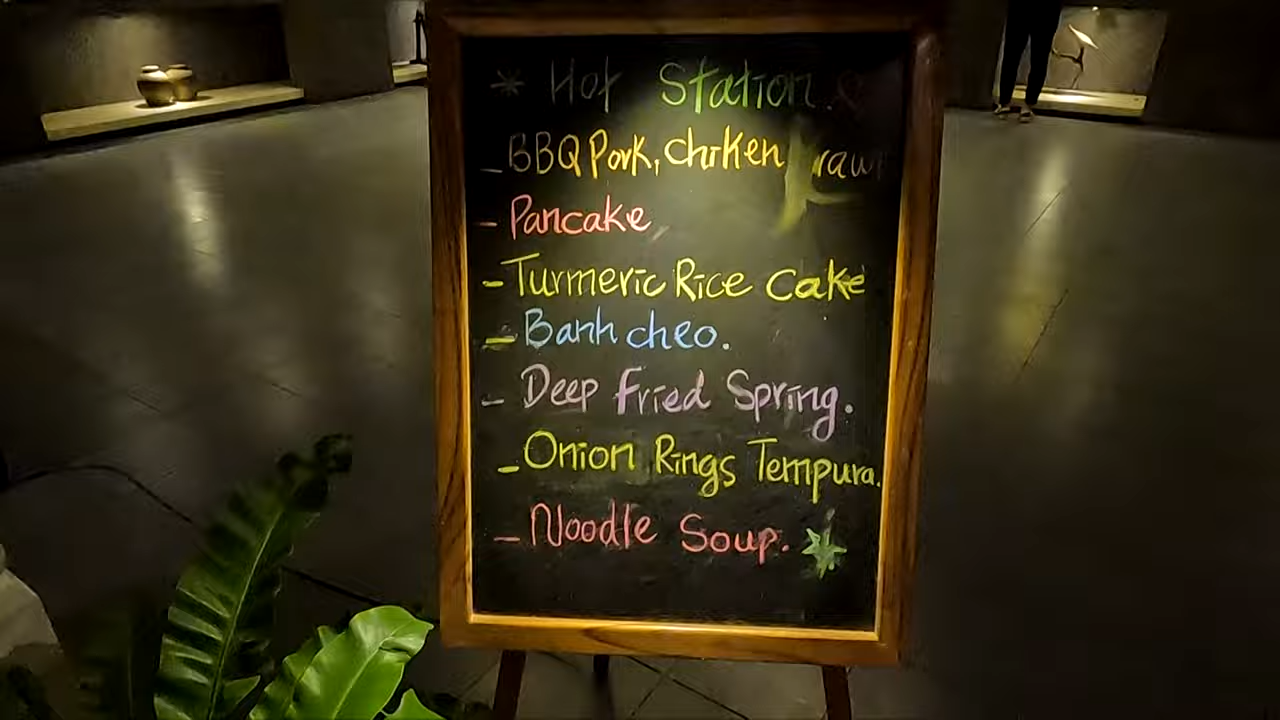 * Hot Station ♡
_ BBQ Pork, chiken
- Pancake
- Turmeric Rice cake
- Banh cheo.
- Deep Fried Spring.
_ Onion Rings Tempura.
_ Noodle Soup.